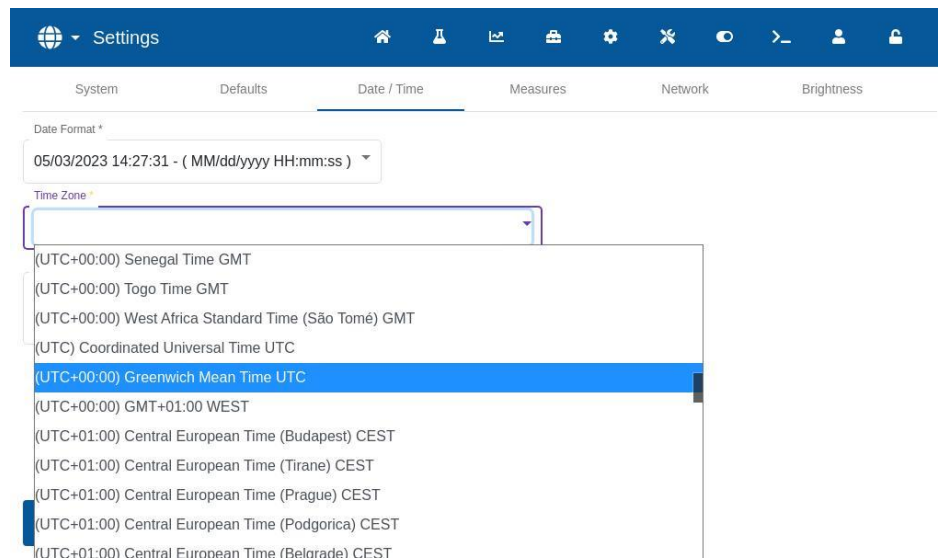 Settings
System Defaults Date / Time Measures Network Brightness
Date Format *
05/03/2023 14:27:31 - ( MM/dd/yyyy HH:mm:ss )
Time Zone *
(UTC+00:00) Senegal Time GMT
(UTC+00:00) Togo Time GMT
(UTC+00:00) West Africa Standard Time (São Tomé) GMT
(UTC) Coordinated Universal Time UTC
(UTC+00:00) Greenwich Mean Time UTC
(UTC+00:00) GMT+01:00 WEST
(UTC+01:00) Central European Time (Budapest) CEST
(UTC+01:00) Central European Time (Tirane) CEST
(UTC+01:00) Central European Time (Prague) CEST
(UTC+01:00) Central European Time (Podgorica) CEST
(UTC+01:00) Central European Time (Belgrade) CEST